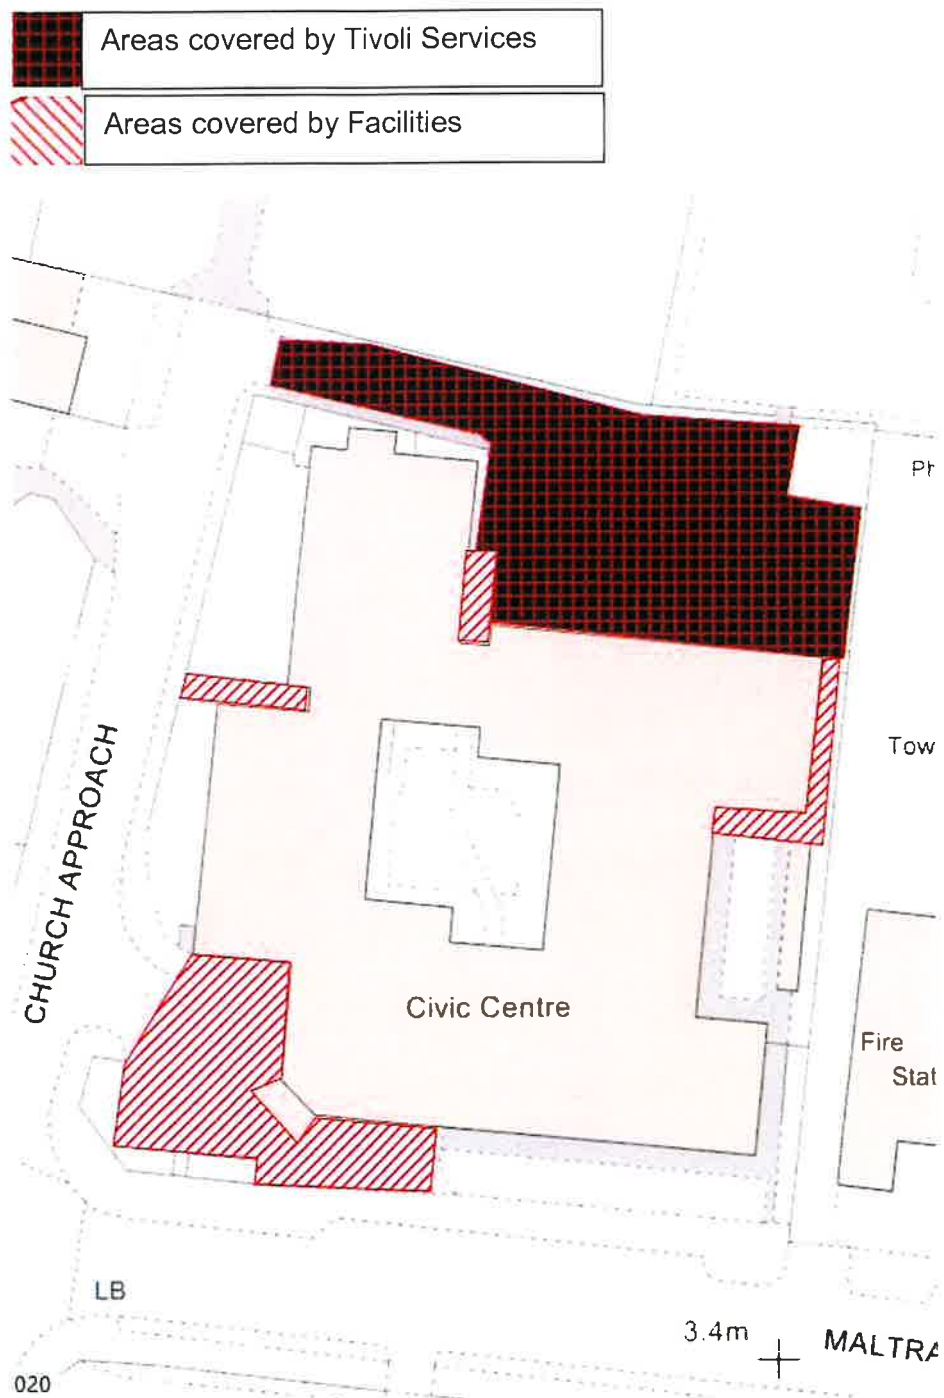 Areas covered by Tivoli Services
Areas covered by Facilities
Pr
Tow
CHURCH APPROACH
Civic Centre
Fire
Stat
LB
3.4m
MALTRA
020